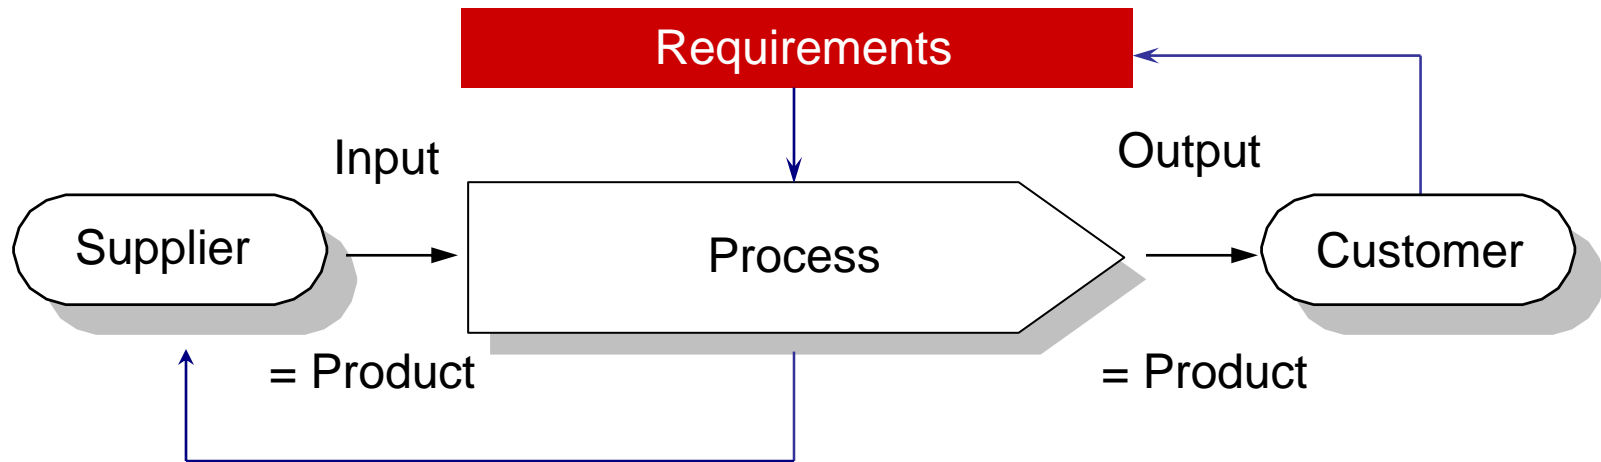 Requirements
Input
Output
Supplier
Process
Customer
= Product
= Product